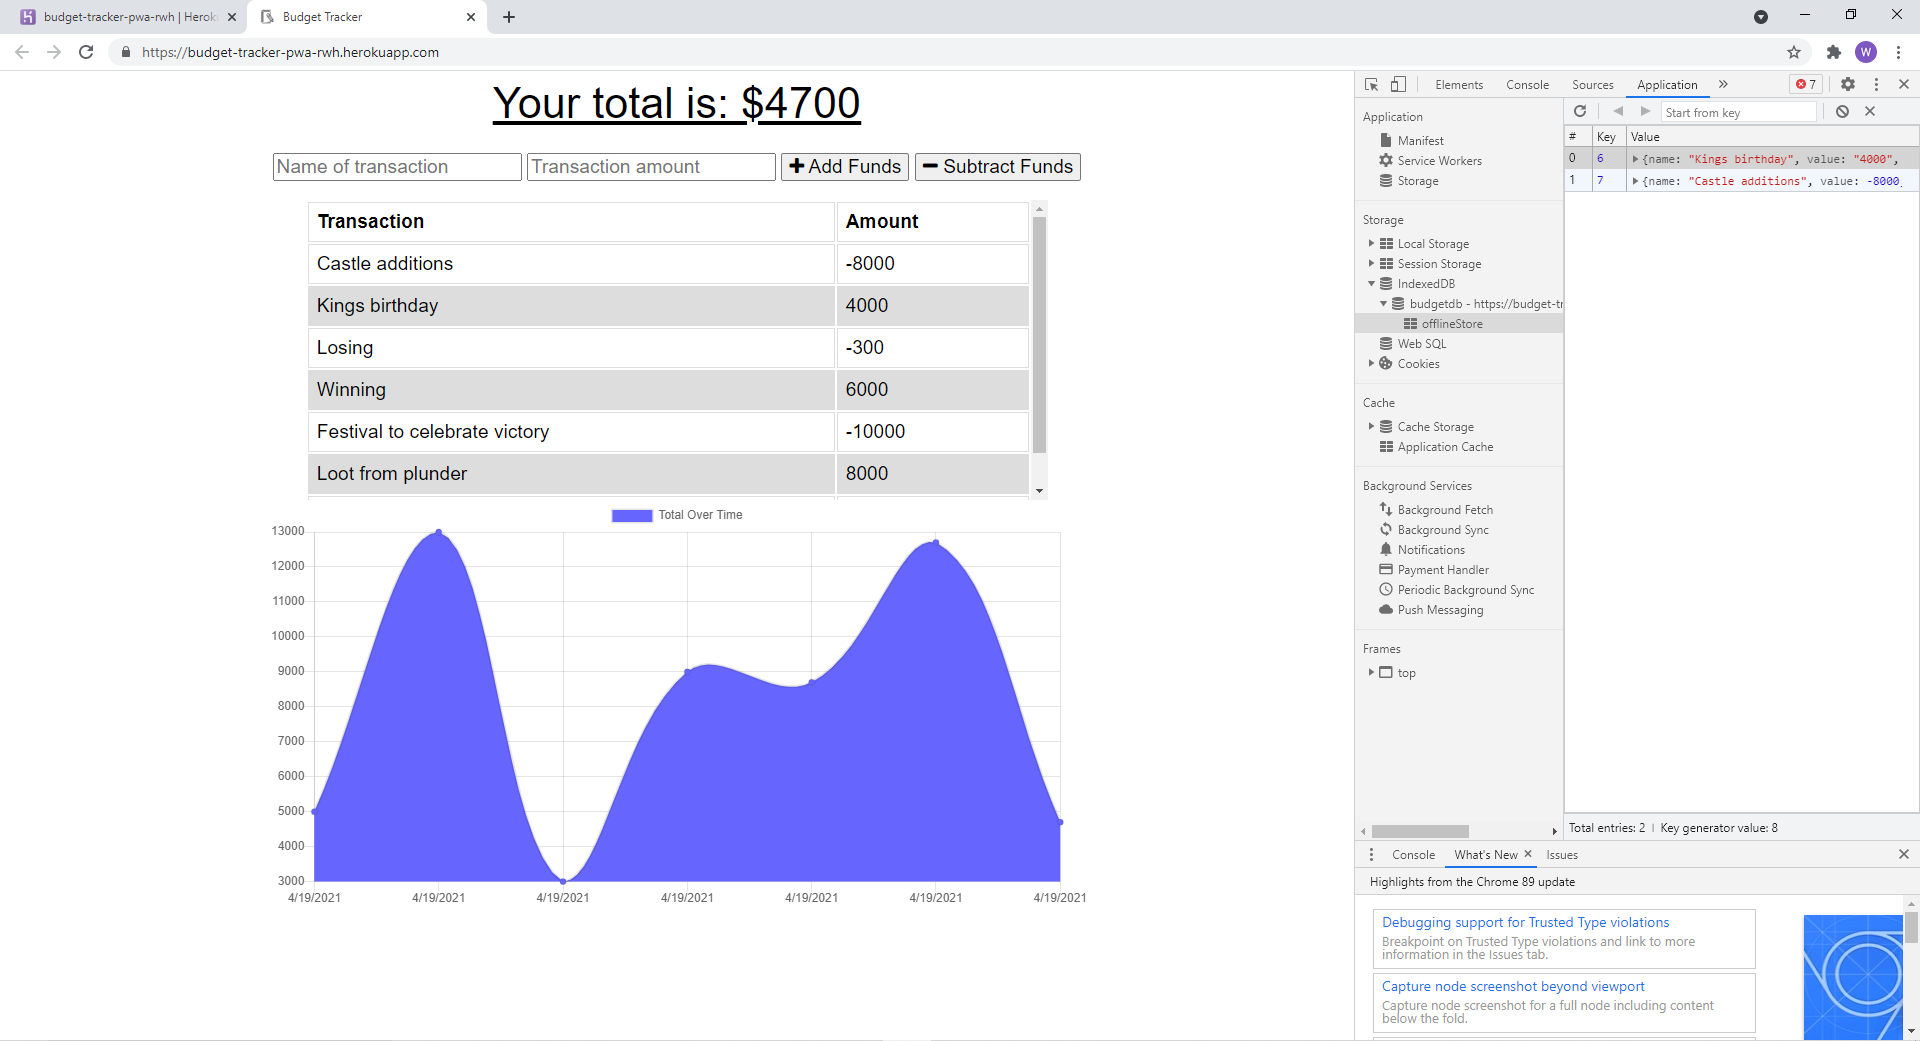 budget-tracker-pwa-rwh | Herok
Budget Tracker
https://budget-tracker-pwa-rwh.herokuapp.com
W
Your total is: $4700
Name of transaction
Transaction amount
Add Funds
Subtract Funds
Transaction Amount
Castle additions -8000
Kings birthday 4000
Losing -300
Winning 6000
Festival to celebrate victory -10000
Loot from plunder 8000
Total Over Time
13000
12000
11000
10000
9000
8000
7000
6000
5000
4000
3000
4/19/2021 4/19/2021 4/19/2021 4/19/2021 4/19/2021 4/19/2021 4/19/2021
Elements Console Sources Application » 7
Application
Manifest
Service Workers
Storage
Storage
Local Storage
Session Storage
IndexedDB
budgetdb - https://budget-tr
offlineStore
Web SQL
Cookies
Cache
Cache Storage
Application Cache
Background Services
Background Fetch
Background Sync
Notifications
Payment Handler
Periodic Background Sync
Push Messaging
Frames
top
Start from key
# Key Value
0 6 {name: "Kings birthday", value: "4000",
1 7 {name: "Castle additions", value: -8000,
Total entries: 2 | Key generator value: 8
Console What's New Issues
Highlights from the Chrome 89 update
Debugging support for Trusted Type violations
Breakpoint on Trusted Type violations and link to more
information in the Issues tab.
Capture node screenshot beyond viewport
Capture node screenshot for a full node including content
below the fold.